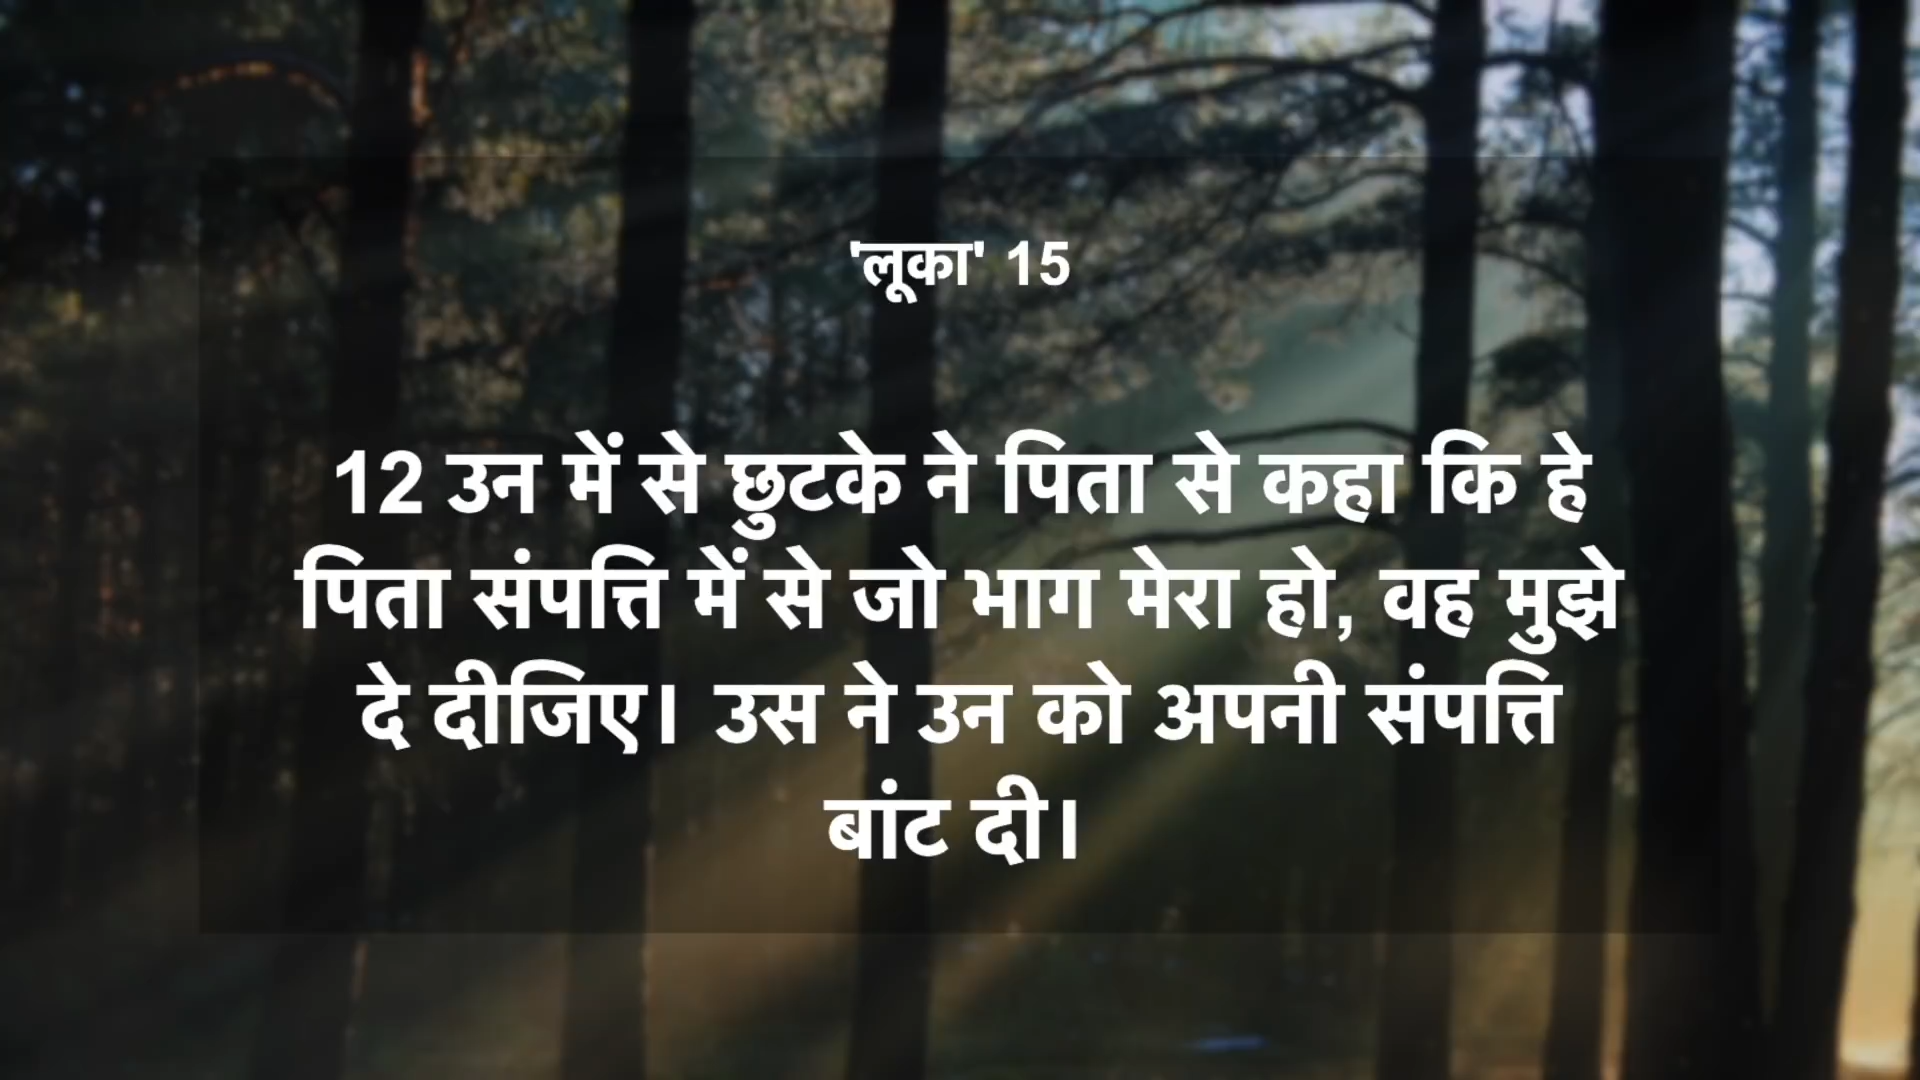 'लूका' 15
12 उन में से छुटके ने पिता से कहा कि हे
पिता संपत्ति में से जो भाग मेरा हो, वह मुझे
दे दीजिए। उस ने उन को अपनी संपत्ति
बांट दी।